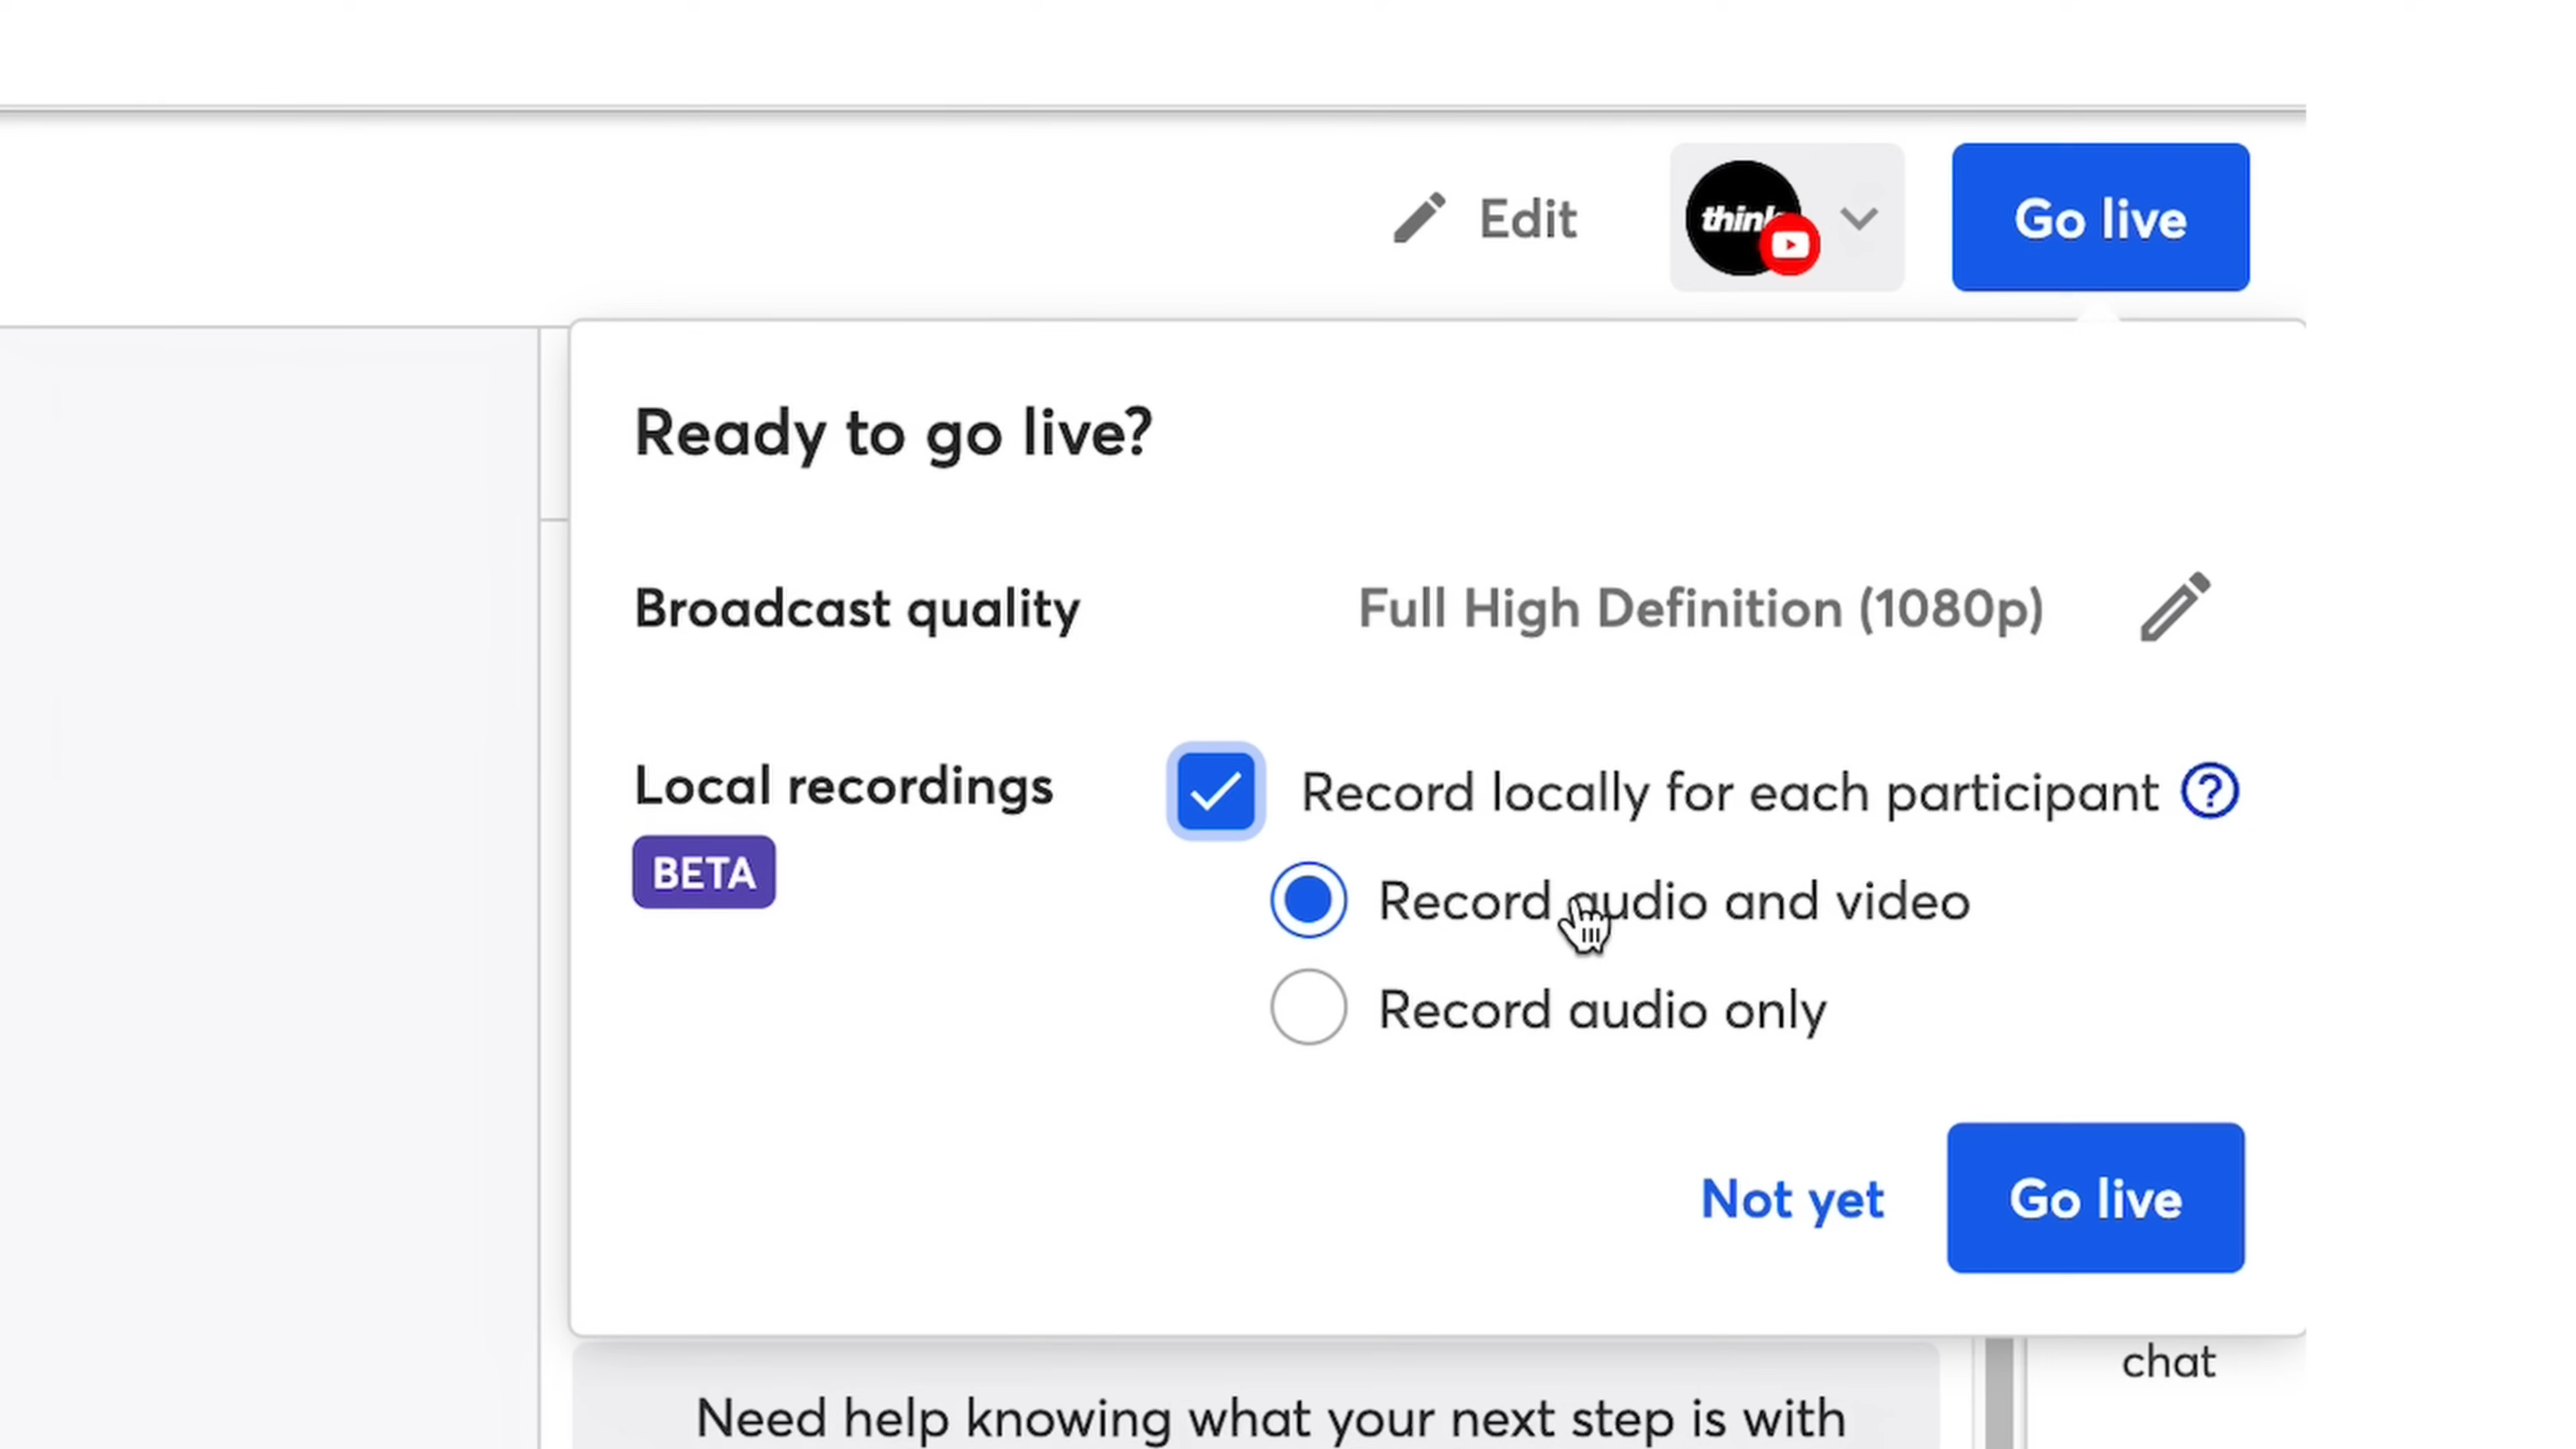 Edit
think
Go live
Ready to go live?
Broadcast quality
Full High Definition (1080p)
Local recordings
Record locally for each participant ?
BETA
Record audio and video
Record audio only
Not yet
Go live
chat
Need help knowing what your next step is with